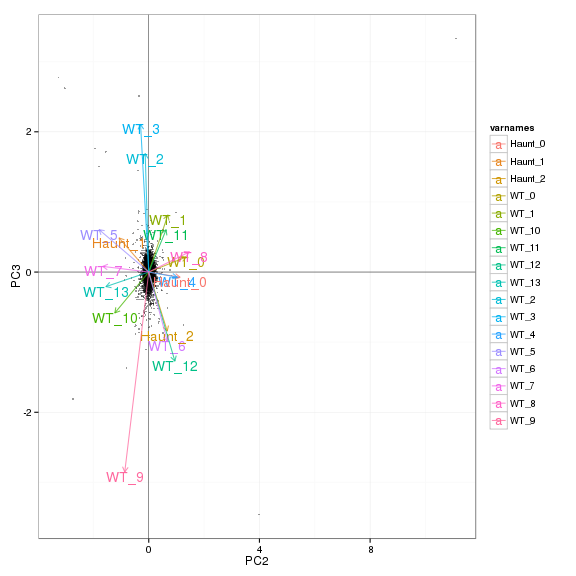 WT_3
2
WT_2
WT_1
WT_5
WT_11
Haunt_1
WT_8
WT_0
WT_7
0
WT_4
Haunt_0
WT_13
WT_10
Haunt_2
WT_6
WT_12
-2
WT_9
PC3
0
4
8
PC2
varnames
a Haunt_0
a Haunt_1
a Haunt_2
a WT_0
a WT_1
a WT_10
a WT_11
a WT_12
a WT_13
a WT_2
a WT_3
a WT_4
a WT_5
a WT_6
a WT_7
a WT_8
a WT_9